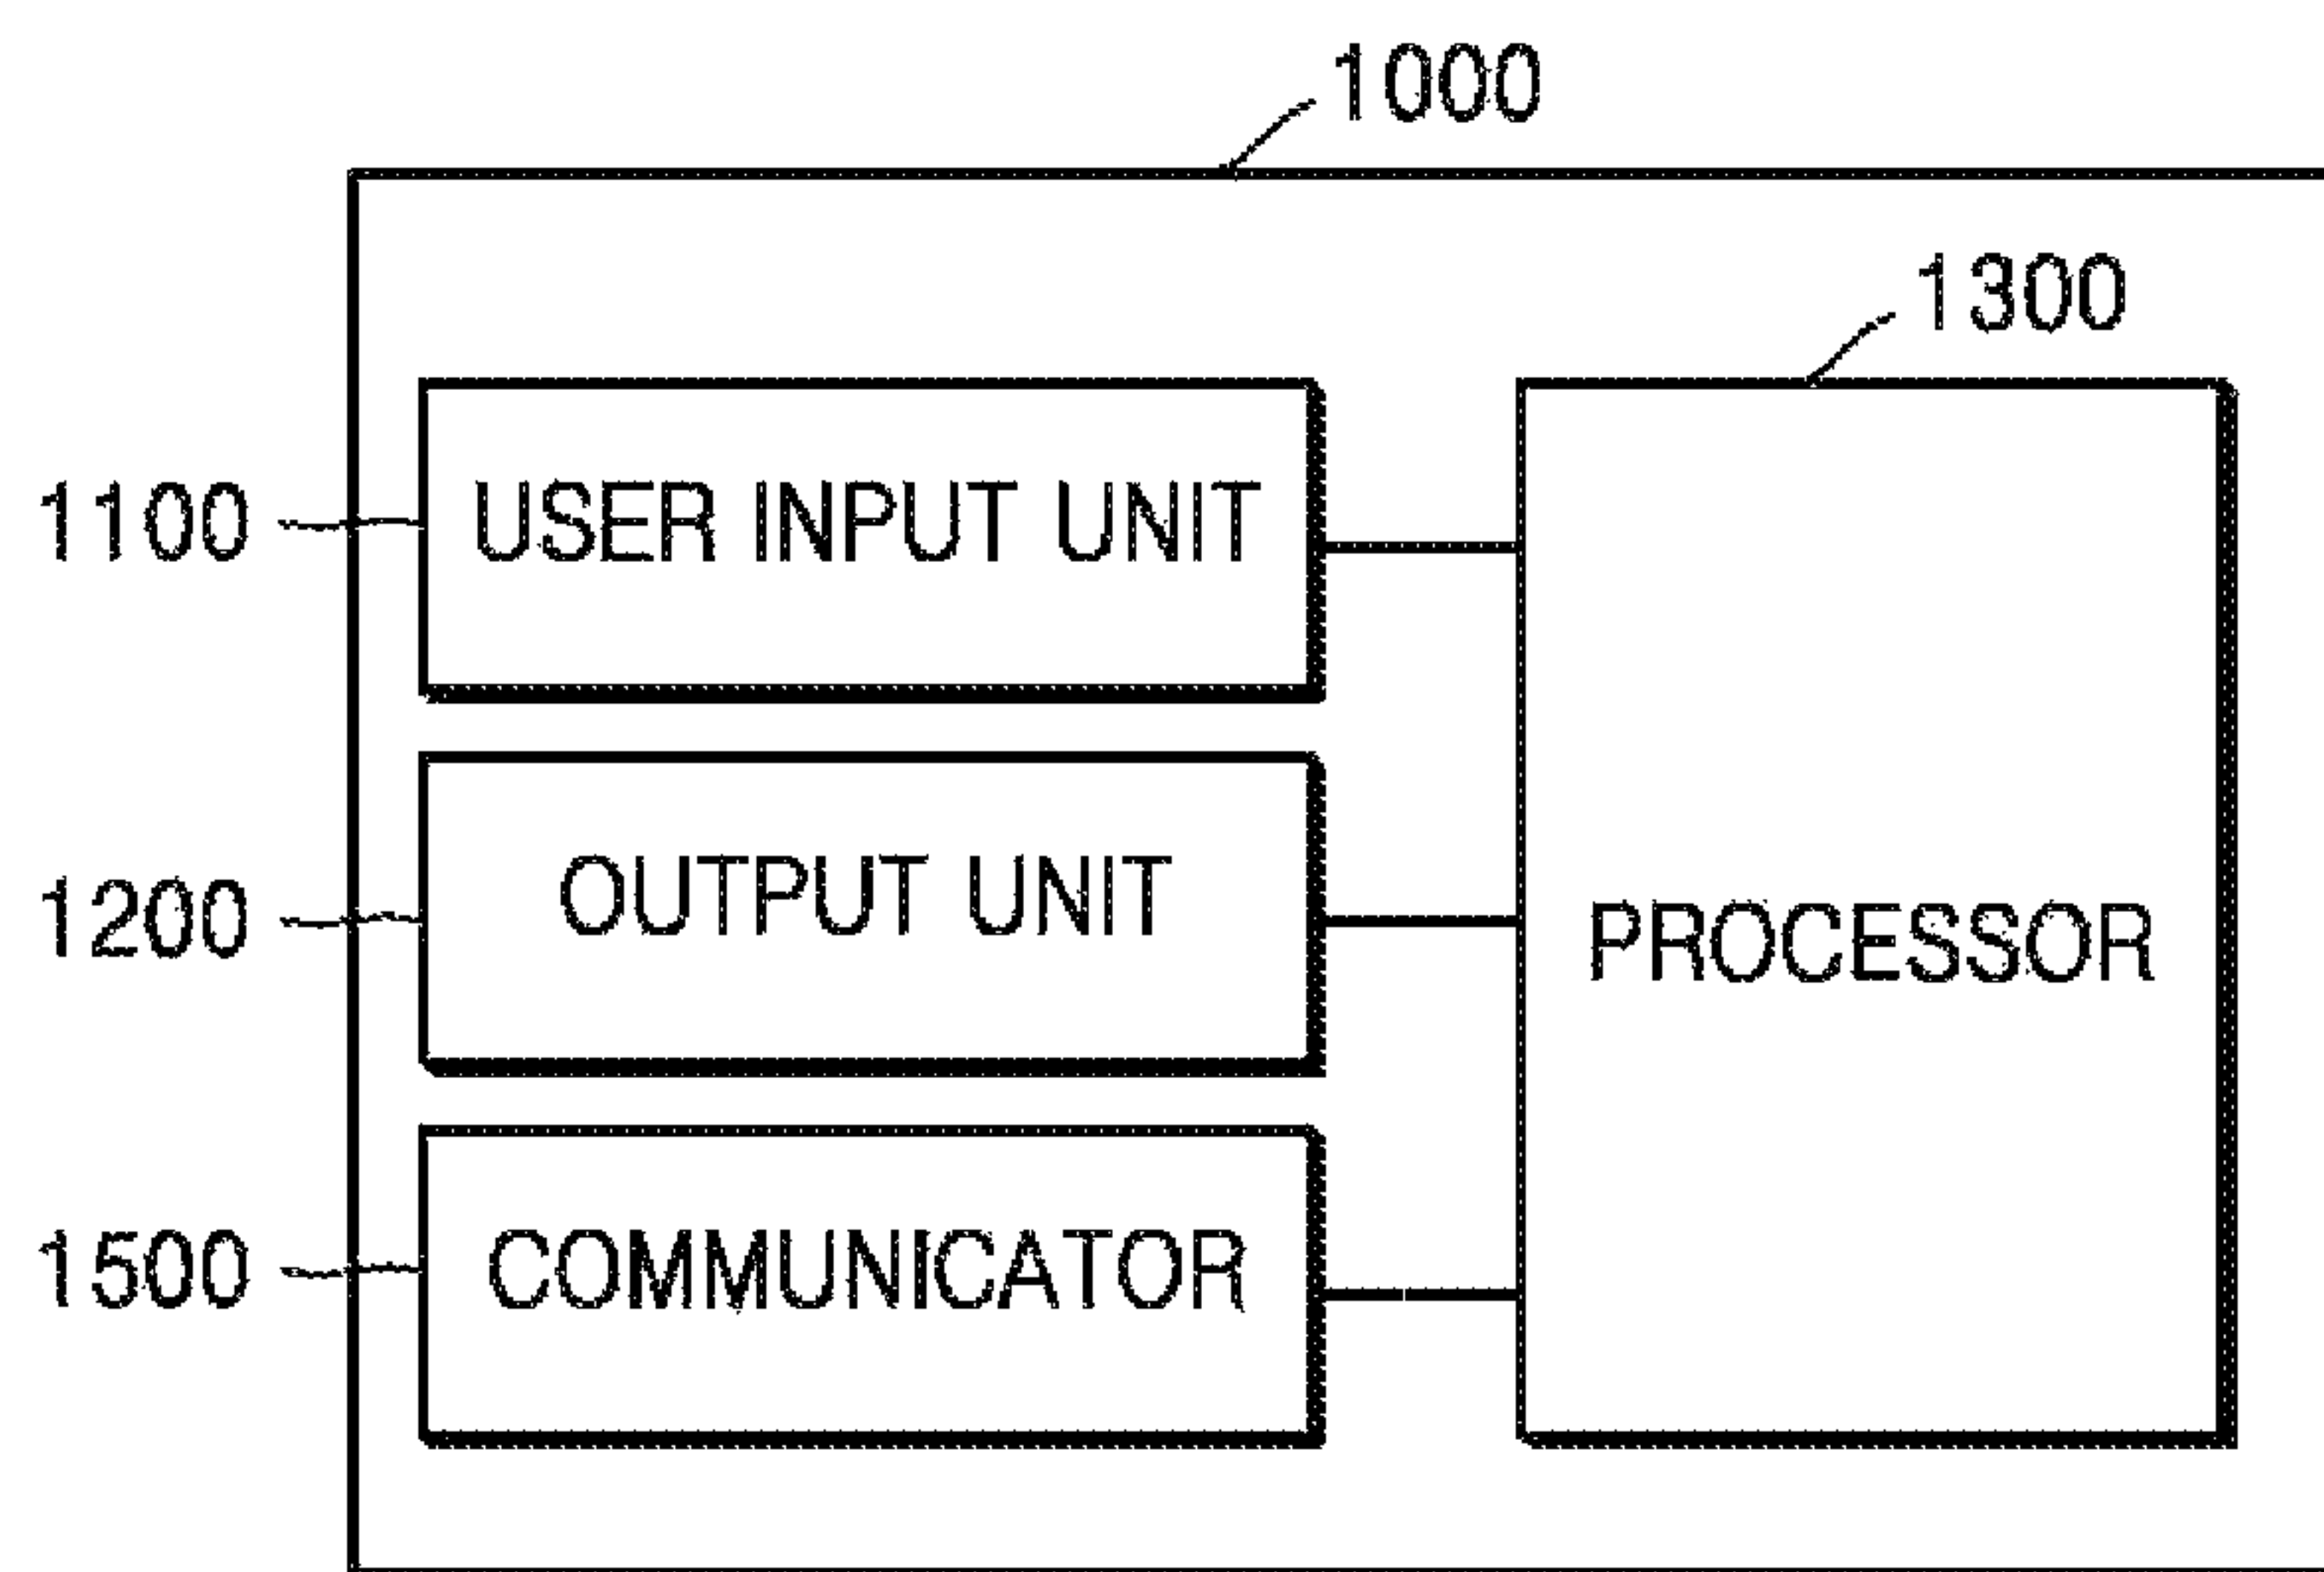 1000
1300
1100
USER INPUT UNIT
1200
OUTPUT UNIT
PROCESSOR
1500
COMMUNICATOR